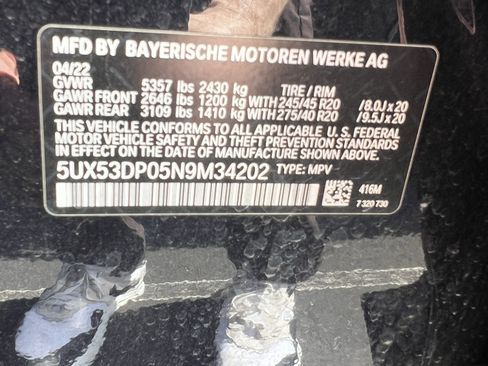 MFD BY BAYERISCHE MOTOREN WERKE AG
04/22
GVWR 5357 lbs 2430 kg TIRE / RIM
GAWR FRONT 2646 lbs 1200 kg WITH 245/45 R20 /8.0J x 20
GAWR REAR 3109 lbs 1410 kg WITH 275/40 R20 /9.5J x 20
THIS VEHICLE CONFORMS TO ALL APPLICABLE U. S. FEDERAL
MOTOR VEHICLE SAFETY AND THEFT PREVENTION STANDARDS
IN EFFECT ON THE DATE OF MANUFACTURE SHOWN ABOVE.
5UX53DP05N9M34202 TYPE: MPV
416M
7 320 730